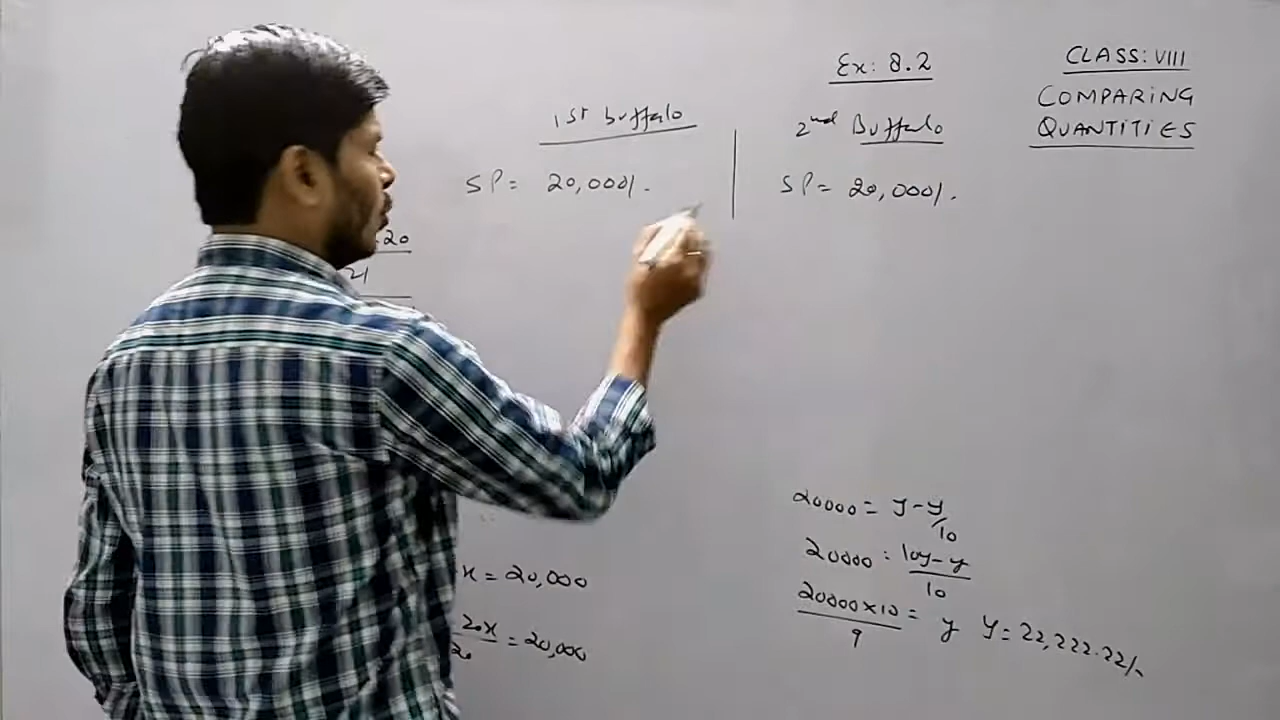 Ex: 8.2
CLASS: VIII
COMPARING
QUANTITIES
1st buffalo
SP = 20,000/-
2nd Buffalo
SP = 20,000/-
20
21
x = 20,000
20x = 20,000
20
20000 = y - y/10
20000 = 10y - y
10
20000 x 10 = y y = 22,222.22/-
9